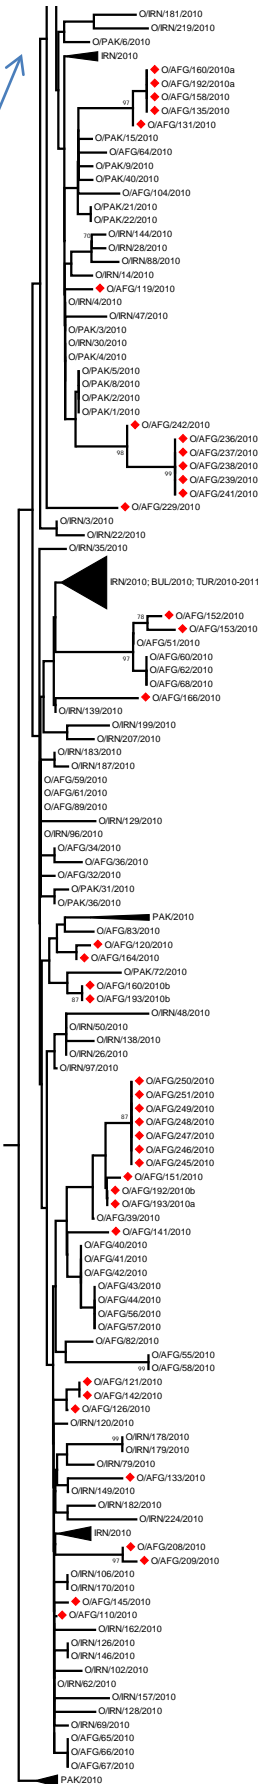 O/IRN/181/2010
O/IRN/219/2010
O/PAK/6/2010
IRN/2010
O/AFG/160/2010a
O/AFG/192/2010a
97
O/AFG/158/2010
O/AFG/135/2010
O/AFG/131/2010
O/PAK/15/2010
O/AFG/64/2010
O/PAK/9/2010
O/PAK/40/2010
O/AFG/104/2010
O/PAK/21/2010
O/PAK/22/2010
70
O/IRN/144/2010
O/IRN/28/2010
O/IRN/88/2010
O/IRN/14/2010
O/AFG/119/2010
O/IRN/4/2010
O/IRN/47/2010
O/PAK/3/2010
O/IRN/30/2010
O/PAK/4/2010
O/PAK/5/2010
O/PAK/8/2010
O/PAK/2/2010
O/PAK/1/2010
O/AFG/242/2010
O/AFG/236/2010
98
O/AFG/237/2010
O/AFG/238/2010
99
O/AFG/239/2010
O/AFG/241/2010
O/AFG/229/2010
O/IRN/3/2010
O/IRN/22/2010
O/IRN/35/2010
IRN/2010; BUL/2010; TUR/2010-2011
78
O/AFG/152/2010
O/AFG/153/2010
O/AFG/51/2010
97
O/AFG/60/2010
O/AFG/62/2010
O/AFG/68/2010
O/AFG/166/2010
O/IRN/139/2010
O/IRN/199/2010
O/IRN/207/2010
O/IRN/183/2010
O/IRN/187/2010
O/AFG/59/2010
O/AFG/61/2010
O/AFG/89/2010
O/IRN/129/2010
O/IRN/96/2010
O/AFG/34/2010
O/AFG/36/2010
O/AFG/32/2010
O/PAK/31/2010
O/PAK/36/2010
PAK/2010
O/AFG/83/2010
O/AFG/120/2010
O/AFG/164/2010
O/PAK/72/2010
O/AFG/160/2010b
87
O/AFG/193/2010b
O/IRN/48/2010
O/IRN/50/2010
O/IRN/138/2010
O/IRN/26/2010
O/IRN/97/2010
O/AFG/250/2010
O/AFG/251/2010
O/AFG/249/2010
87
O/AFG/248/2010
O/AFG/247/2010
O/AFG/246/2010
O/AFG/245/2010
O/AFG/151/2010
O/AFG/192/2010b
O/AFG/193/2010a
O/AFG/39/2010
O/AFG/141/2010
O/AFG/40/2010
O/AFG/41/2010
O/AFG/42/2010
O/AFG/43/2010
O/AFG/44/2010
O/AFG/56/2010
O/AFG/57/2010
O/AFG/82/2010
O/AFG/55/2010
99
O/AFG/58/2010
O/AFG/121/2010
O/AFG/142/2010
O/AFG/126/2010
O/IRN/120/2010
99
O/IRN/178/2010
O/IRN/179/2010
O/IRN/79/2010
O/AFG/133/2010
O/IRN/149/2010
O/IRN/182/2010
O/IRN/224/2010
IRN/2010
O/AFG/208/2010
97
O/AFG/209/2010
O/IRN/106/2010
O/IRN/170/2010
O/AFG/145/2010
O/AFG/110/2010
O/IRN/162/2010
O/IRN/126/2010
O/IRN/146/2010
O/IRN/102/2010
O/IRN/62/2010
O/IRN/157/2010
O/IRN/128/2010
O/IRN/69/2010
O/AFG/65/2010
O/AFG/66/2010
O/AFG/67/2010
PAK/2010